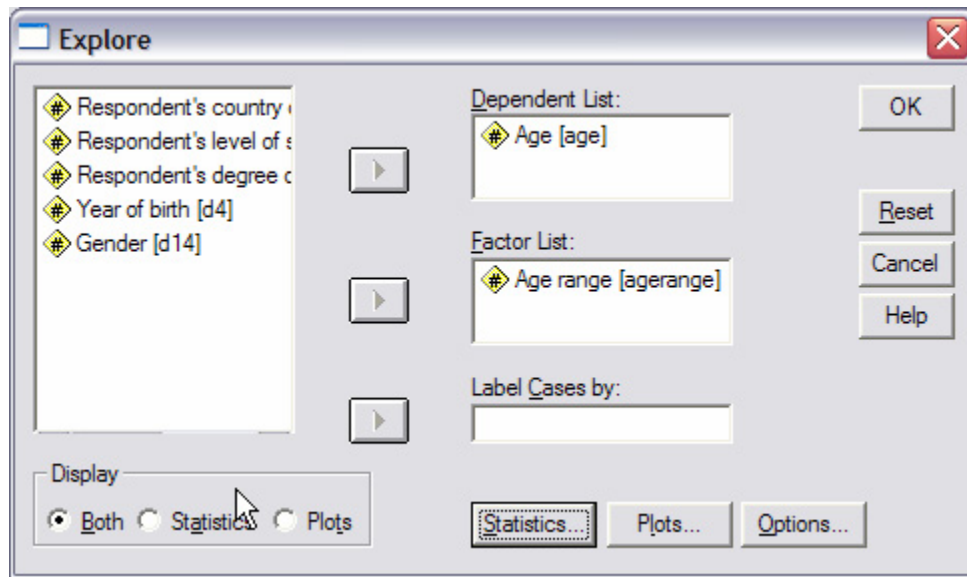 Explore
Respondent's country
Respondent's level of s
Respondent's degree
Year of birth [d4]
Gender [d14]
Dependent List:
Age [age]
Factor List:
Age range [agerange]
Label Cases by:
OK
Reset
Cancel
Help
Display
Both
Statistics
Plots
Statistics...
Plots...
Options...